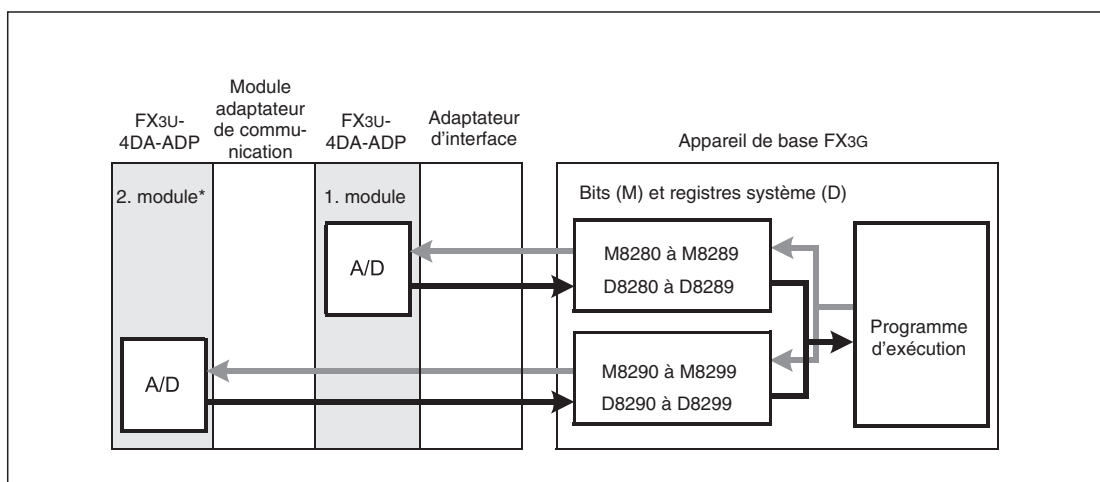 FX3U-
4DA-ADP
Module
adaptateur
de commu-
nication
FX3U-
4DA-ADP
Adaptateur
d'interface
Appareil de base FX3G
2. module*
1. module
Bits (M) et registres système (D)
A/D
M8280 à M8289
D8280 à D8289
Programme
d'exécution
A/D
M8290 à M8299
D8290 à D8299